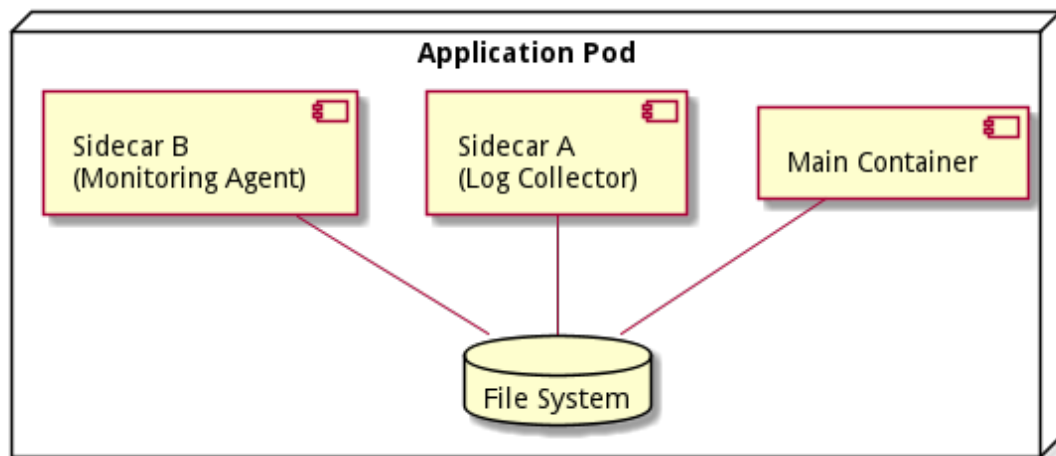 Application Pod
Sidecar B
(Monitoring Agent)
Sidecar A
(Log Collector)
Main Container
File System